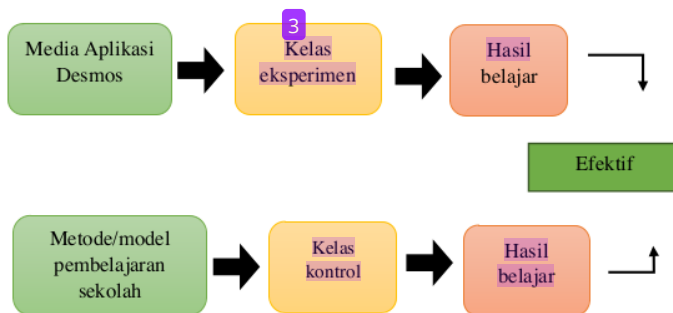 3
Media Aplikasi
Desmos
Kelas
eksperimen
Hasil
belajar
Efektif
Metode/model
pembelajaran
sekolah
Kelas
kontrol
Hasil
belajar